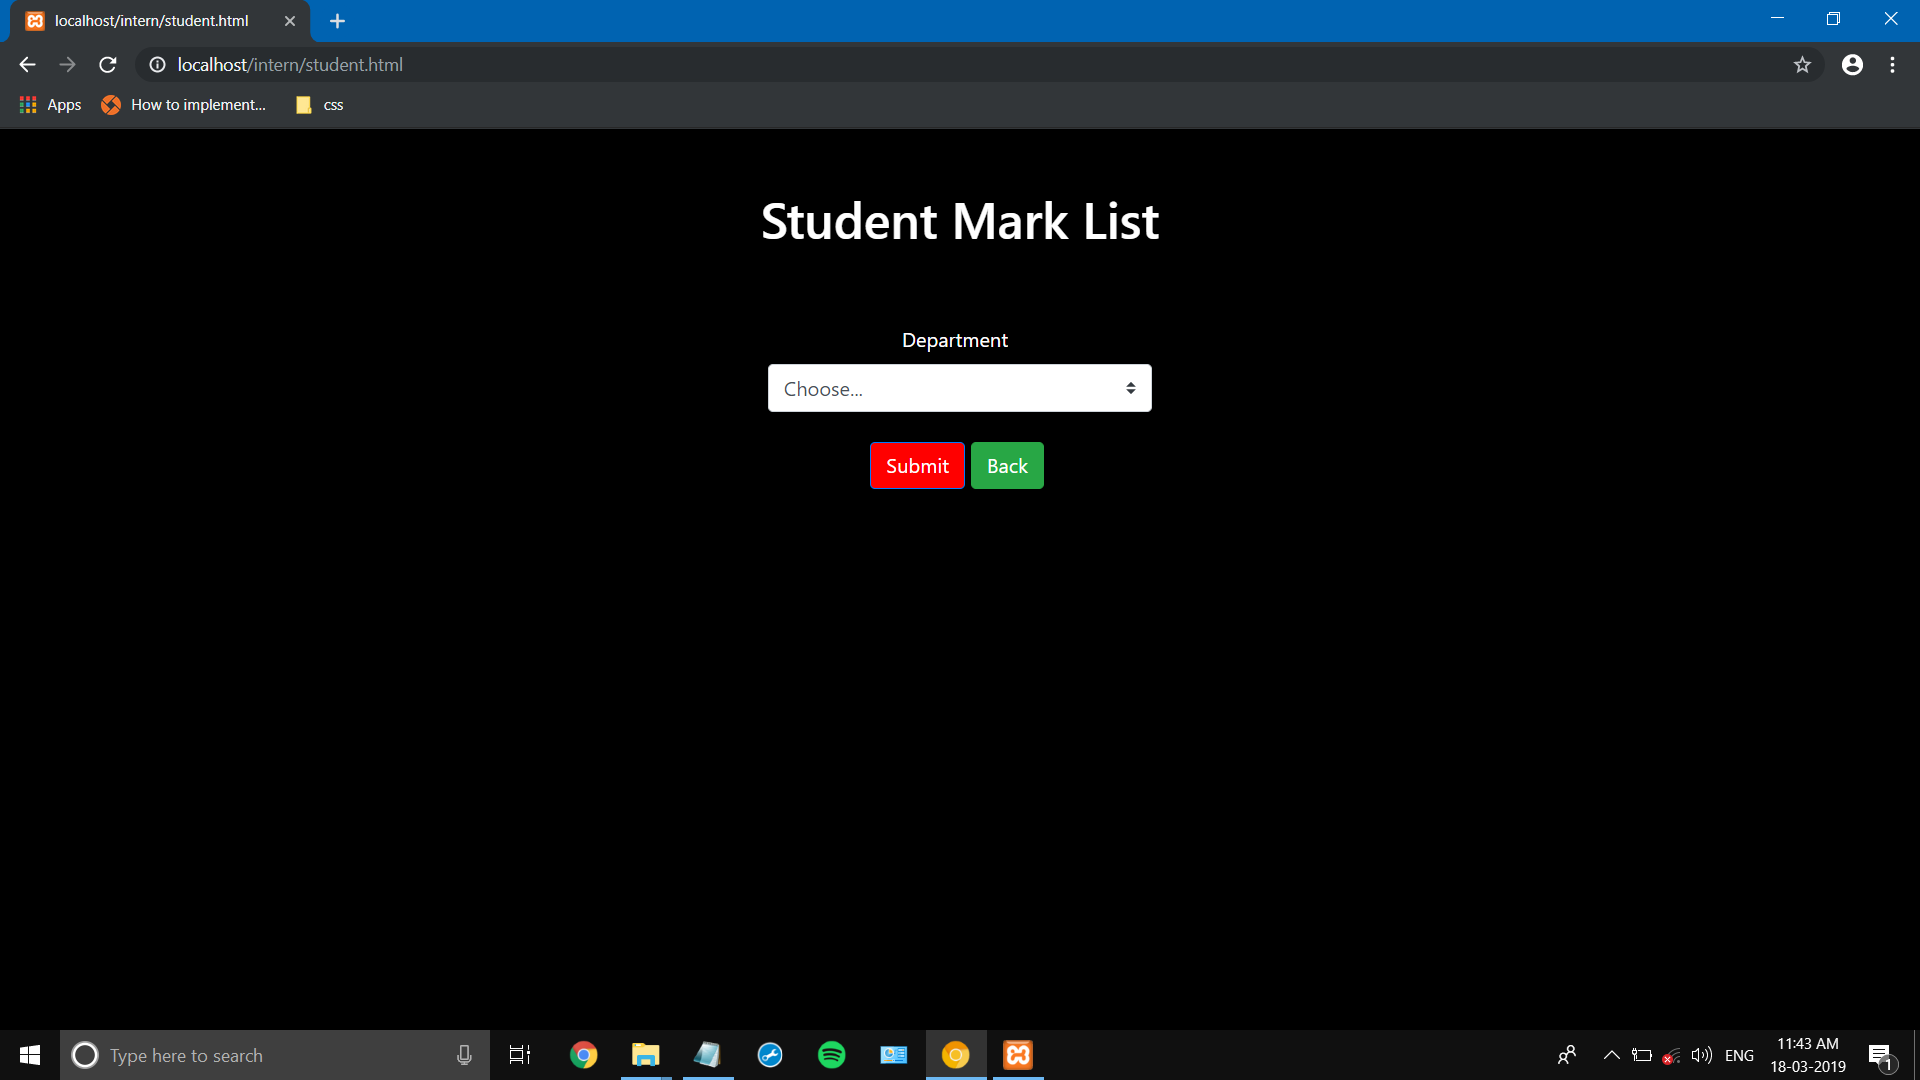 localhost/intern/student.html
localhost/intern/student.html
Apps How to implement... css
Student Mark List
Department
Choose...
Submit Back
Type here to search
ENG
11:43 AM
18-03-2019
1